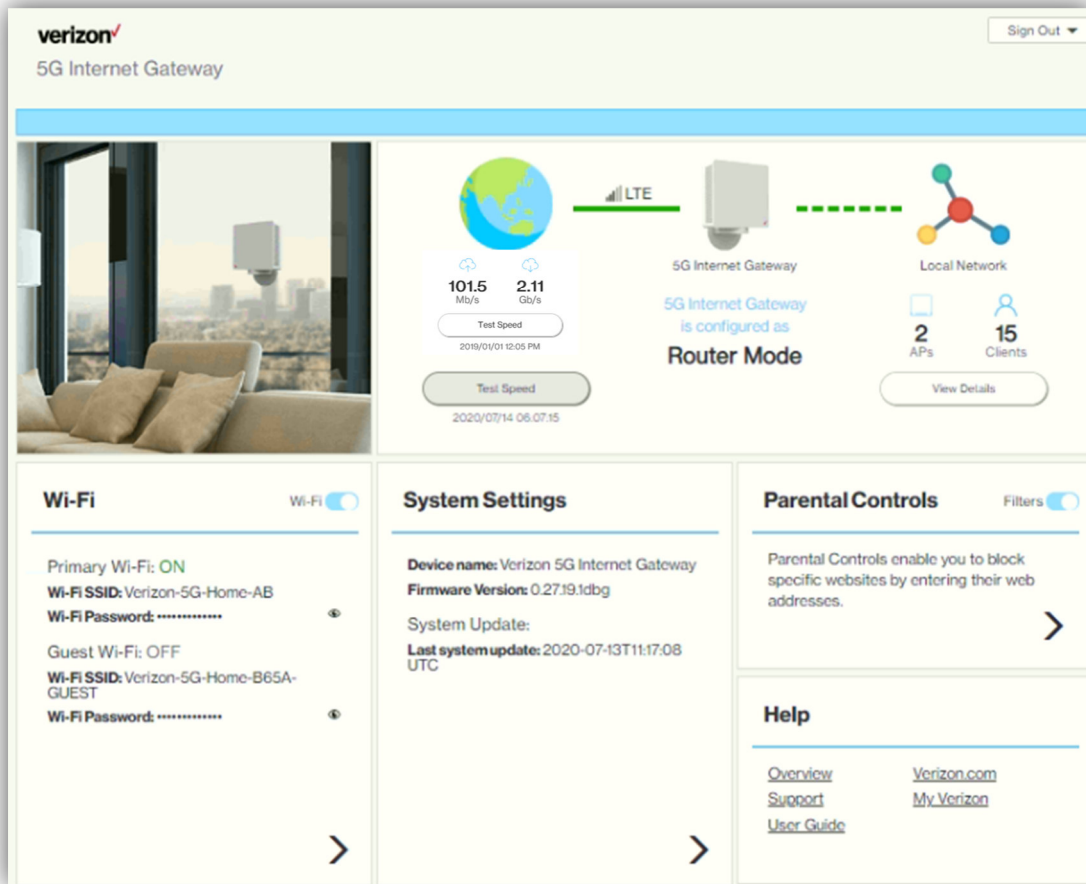 verizon
Sign Out
5G Internet Gateway
LTE
5G Internet Gateway
Local Network
101.5
2.11
Mb/s
Gb/s
5G Internet Gateway
is configured as
Router Mode
2
15
APs
Clients
Test Speed
2019/01/01 12:05 PM
Test Speed
View Details
2020/07/14 06:07:15
Wi-Fi
Wi-Fi
Primary Wi-Fi: ON
Wi-Fi SSID: Verizon-5G-Home-AB
Wi-Fi Password: •••••••••••••
Guest Wi-Fi: OFF
Wi-Fi SSID: Verizon-5G-Home-B65A-
GUEST
Wi-Fi Password: •••••••••••••
System Settings
Device name: Verizon 5G Internet Gateway
Firmware Version: 0.27.19.1dbg
System Update:
Last system update: 2020-07-13T11:17:08
UTC
Parental Controls
Filters
Parental Controls enable you to block
specific websites by entering their web
addresses.
Help
Overview
Verizon.com
Support
My Verizon
User Guide